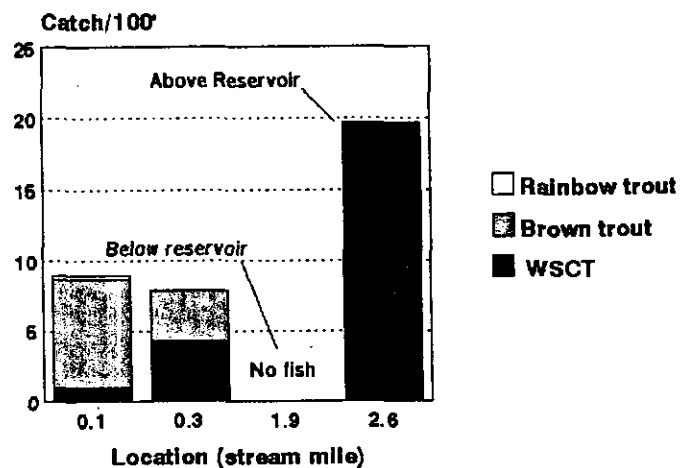 Catch/100'
25
20
15
10
5
0
Above Reservoir
Below reservoir
No fish
0.1 0.3 1.9 2.6
Location (stream mile)
Rainbow trout
Brown trout
WSCT